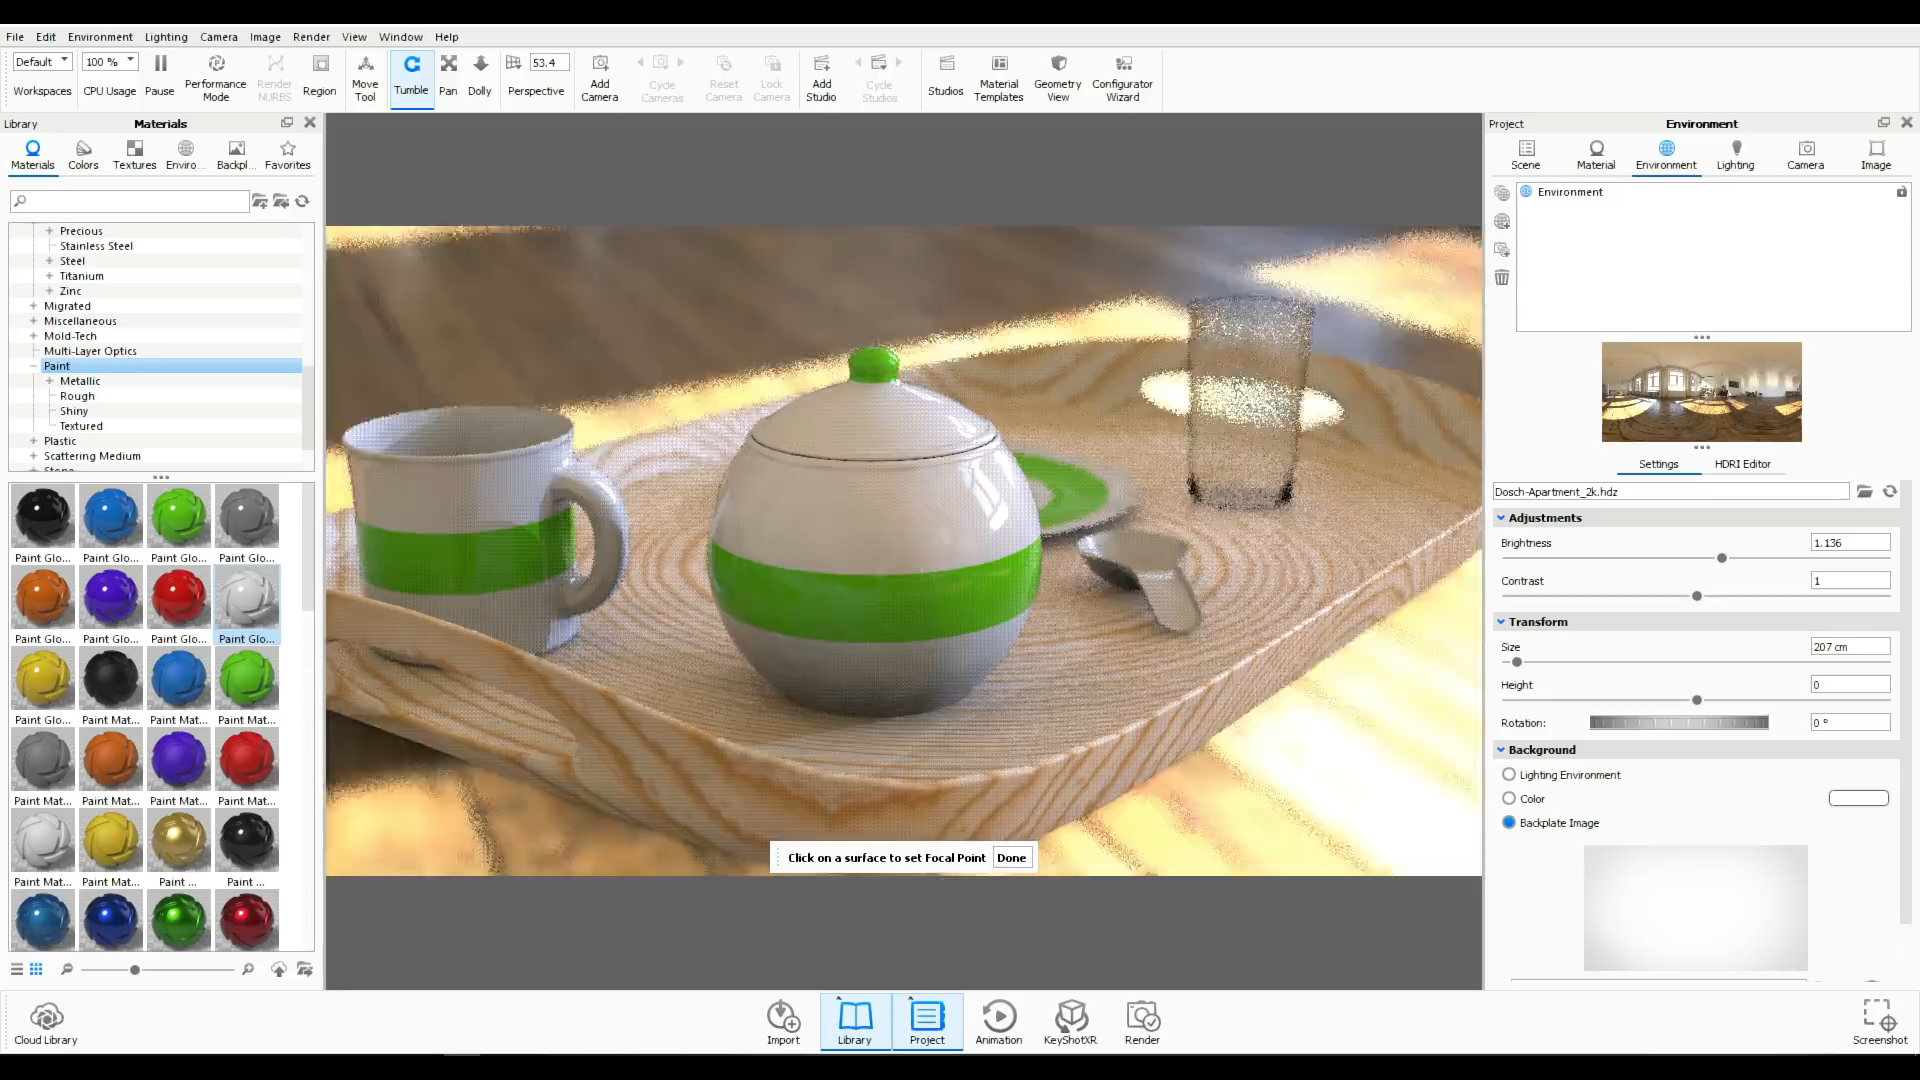 File Edit Environment Lighting Camera Image Render View Window Help
Default 100 % 53.4
Workspaces CPU Usage Pause Performance Mode Render NURBS Region Move Tool Tumble Pan Dolly Perspective Add Camera Cycle Cameras Reset Camera Lock Camera Add Studio Cycle Studios Studios Material Templates Geometry View Configurator Wizard
Library Materials
Materials Colors Textures Enviro... Backpl... Favorites
Precious
Stainless Steel
Steel
Titanium
Zinc
Migrated
Miscellaneous
Mold-Tech
Multi-Layer Optics
Paint
Metallic
Rough
Shiny
Textured
Plastic
Scattering Medium
Stone
Paint Glo... Paint Glo... Paint Glo... Paint Glo...
Paint Glo... Paint Glo... Paint Glo... Paint Glo...
Paint Glo... Paint Mat... Paint Mat... Paint Mat...
Paint Mat... Paint Mat... Paint Mat... Paint Mat...
Paint Mat... Paint Mat... Paint ... Paint ...
Click on a surface to set Focal Point Done
Project Environment
Scene Material Environment Lighting Camera Image
Environment
Settings HDRI Editor
Dosch-Apartment_2k.hdz
Adjustments
Brightness 1.136
Contrast 1
Transform
Size 207 cm
Height 0
Rotation: 0 °
Background
Lighting Environment
Color
Backplate Image
Cloud Library Import Library Project Animation KeyShotXR Render Screenshot